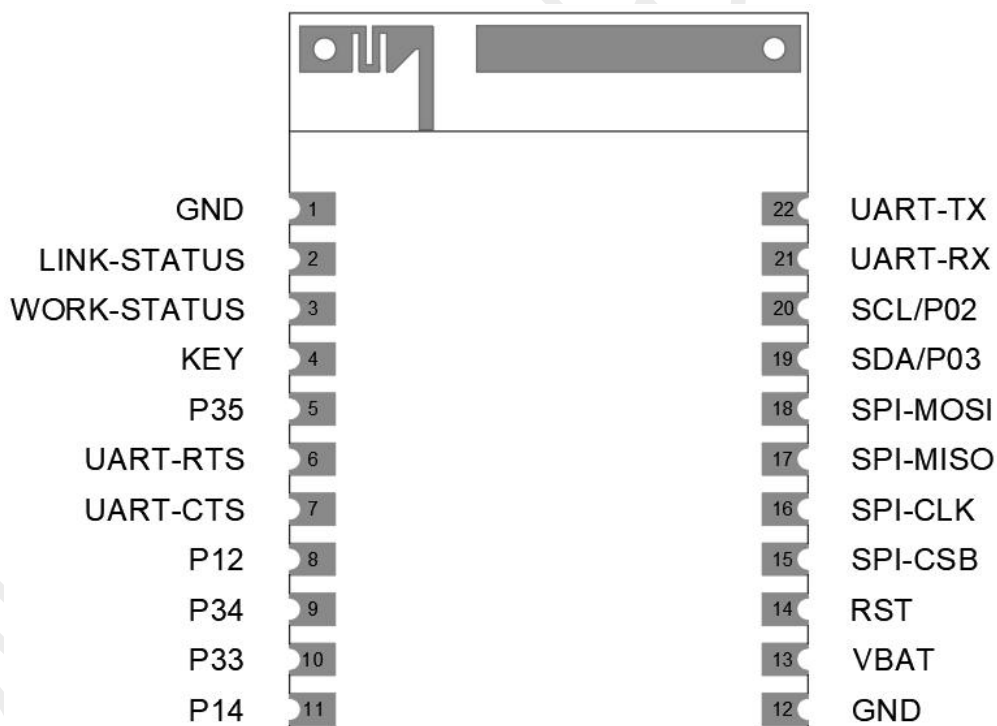 GND 1 22 UART-TX
LINK-STATUS 2 21 UART-RX
WORK-STATUS 3 20 SCL/P02
KEY 4 19 SDA/P03
P35 5 18 SPI-MOSI
UART-RTS 6 17 SPI-MISO
UART-CTS 7 16 SPI-CLK
P12 8 15 SPI-CSB
P34 9 14 RST
P33 10 13 VBAT
P14 11 12 GND